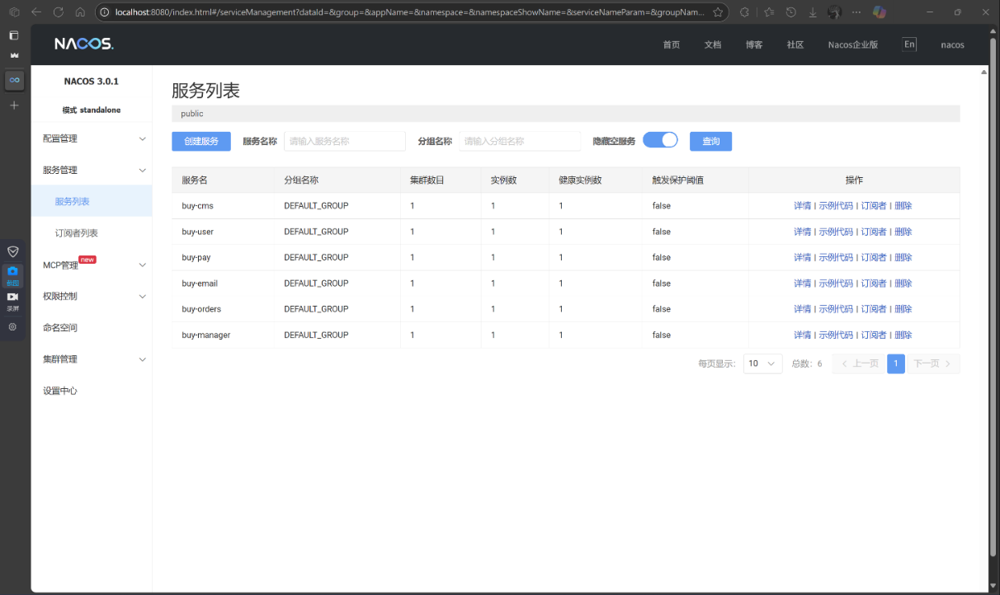 localhost:8080/index.html#/serviceManagement?dataId=&group=&appName=&namespace=&namespaceShowName=&serviceNameParam=&groupNam...
NACOS.
首页 文档 博客 社区 Nacos企业版 En nacos
NACOS 3.0.1
模式 standalone
配置管理
服务管理
服务列表
订阅者列表
MCP管理 new
权限控制
命名空间
集群管理
设置中心
截图
录屏
服务列表
public
创建服务 服务名称 请输入服务名称 分组名称 请输入分组名称 隐藏空服务 查询
服务名 分组名称 集群数目 实例数 健康实例数 触发保护阈值 操作
buy-cms DEFAULT_GROUP 1 1 1 false 详情 | 示例代码 | 订阅者 | 删除
buy-user DEFAULT_GROUP 1 1 1 false 详情 | 示例代码 | 订阅者 | 删除
buy-pay DEFAULT_GROUP 1 1 1 false 详情 | 示例代码 | 订阅者 | 删除
buy-email DEFAULT_GROUP 1 1 1 false 详情 | 示例代码 | 订阅者 | 删除
buy-orders DEFAULT_GROUP 1 1 1 false 详情 | 示例代码 | 订阅者 | 删除
buy-manager DEFAULT_GROUP 1 1 1 false 详情 | 示例代码 | 订阅者 | 删除
每页显示: 10 总数: 6 上一页 1 下一页